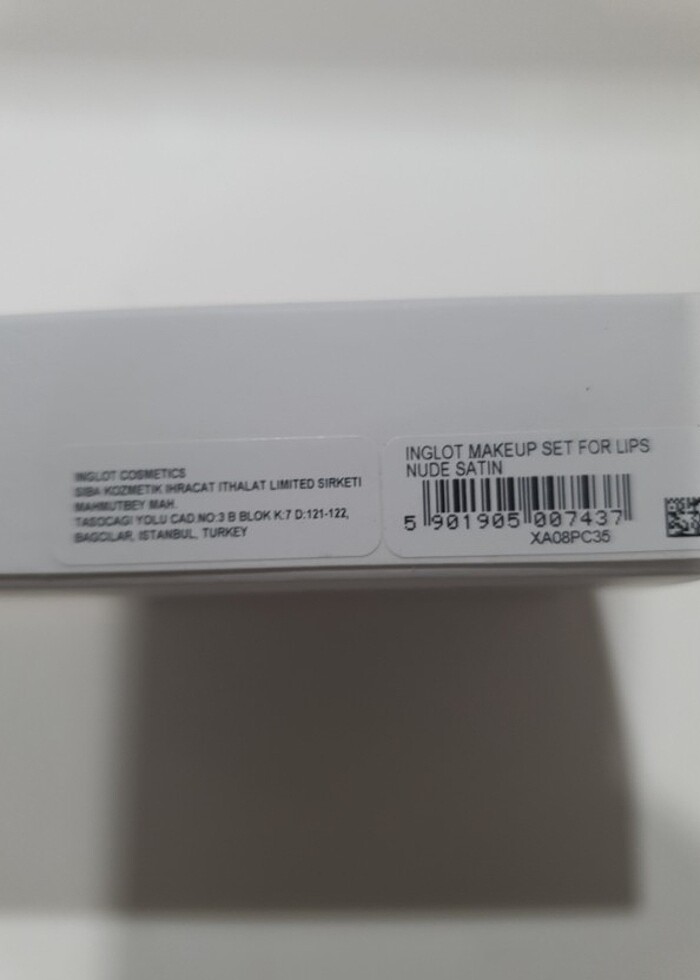 INGLOT COSMETICS
SIBA KOZMETIK IHRACAT ITHALAT LIMITED SIRKETI
MAHMUTBEY MAH.
TASOCAGI YOLU CAD.NO:3 B BLOK K:7 D:121-122,
BAGCILAR, ISTANBUL, TURKEY
INGLOT MAKEUP SET FOR LIPS
NUDE SATIN
5 901905 007437
XA08PC35